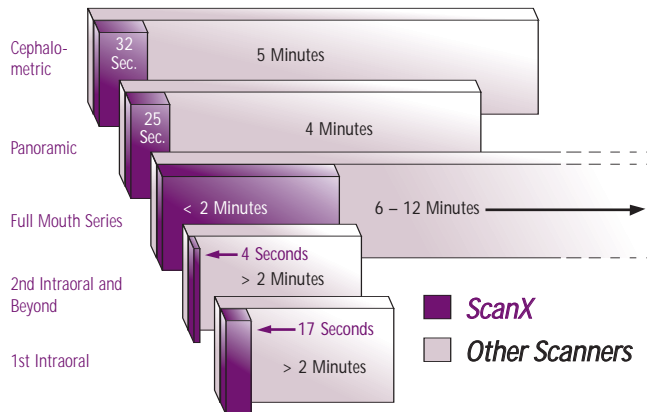 Cephalo-
metric
32
Sec.
5 Minutes
Panoramic
25
Sec.
4 Minutes
Full Mouth Series
< 2 Minutes
6 – 12 Minutes
2nd Intraoral and
Beyond
4 Seconds
> 2 Minutes
1st Intraoral
17 Seconds
> 2 Minutes
ScanX
Other Scanners